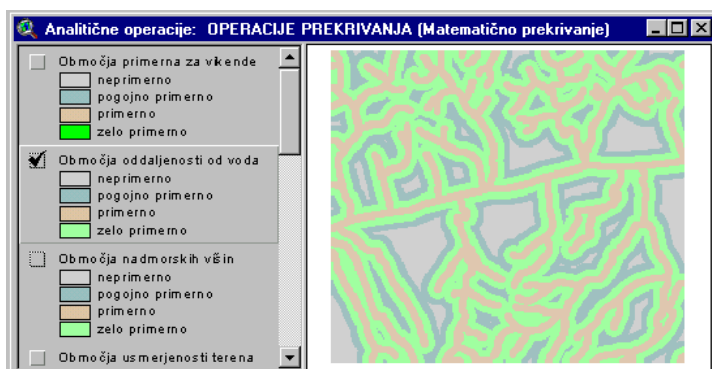 Analitične operacije: OPERACIJE PREKRIVANJA (Matematično prekrivanje)
Območja primerna za vikende
neprimerno
pogojno primerno
primerno
zelo primerno
Območja oddaljenosti od voda
neprimerno
pogojno primerno
primerno
zelo primerno
Območja nadmorskih višin
neprimerno
pogojno primerno
primerno
zelo primerno
Območja usmerjenosti terena